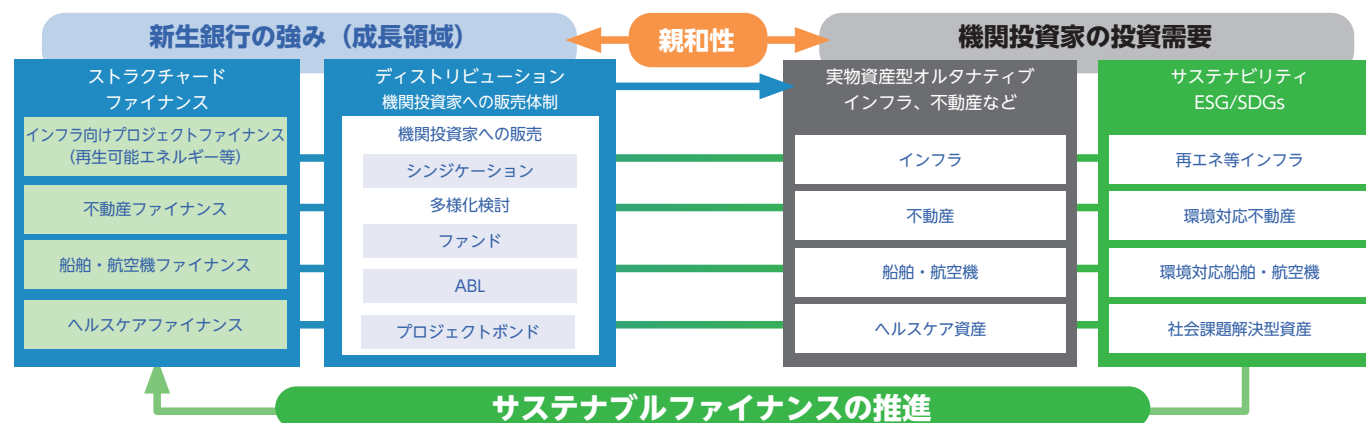 新生銀行の強み（成長領域）
親和性
機関投資家の投資需要
ストラクチャード
ファイナンス
インフラ向けプロジェクトファイナンス
(再生可能エネルギー等)
不動産ファイナンス
船舶・航空機ファイナンス
ヘルスケアファイナンス
ディストリビューション
機関投資家への販売体制
機関投資家への販売
シンジケーション
多様化検討
ファンド
ABL
プロジェクトボンド
実物資産型オルタナティブ
インフラ、不動産など
インフラ
不動産
船舶・航空機
ヘルスケア資産
サステナビリティ
ESG/SDGs
再エネ等インフラ
環境対応不動産
環境対応船舶・航空機
社会課題解決型資産
サステナブルファイナンスの推進